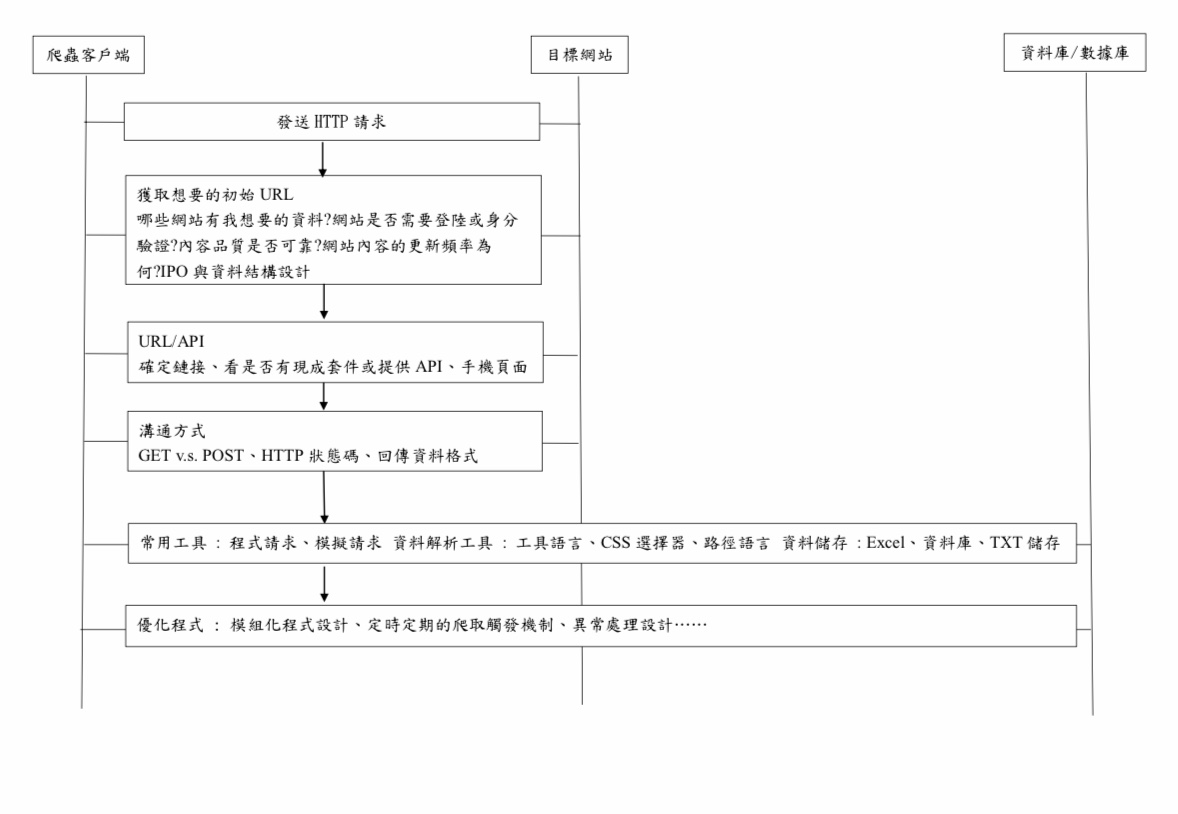 爬蟲客戶端
目標網站
資料庫/數據庫
發送 HTTP 請求
獲取想要的初始 URL
哪些網站有我想要的資料?網站是否需要登陸或身分
驗證?內容品質是否可靠?網站內容的更新頻率為
何?IPO 與資料結構設計
URL/API
確定鏈接、看是否有現成套件或提供 API、手機頁面
溝通方式
GET v.s. POST、HTTP 狀態碼、回傳資料格式
常用工具 : 程式請求、模擬請求 資料解析工具 : 工具語言、CSS 選擇器、路徑語言 資料儲存 : Excel、資料庫、TXT 儲存
優化程式 : 模組化程式設計、定時定期的爬取觸發機制、異常處理設計……